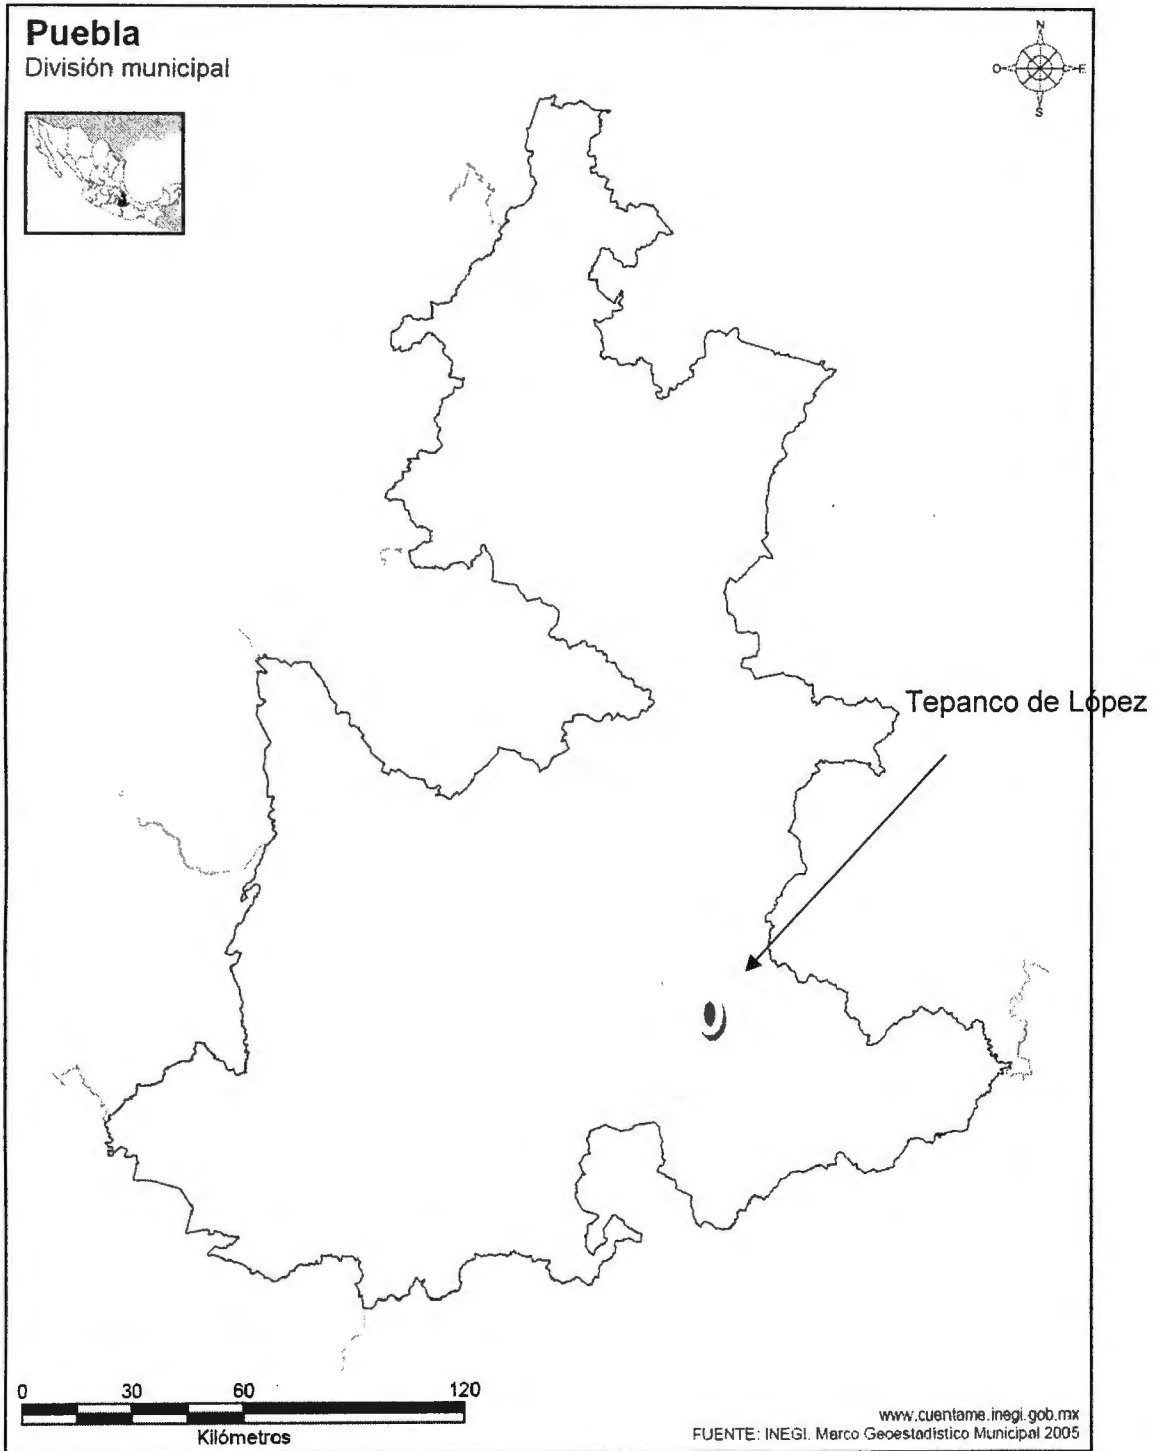 Puebla
División municipal
N
O
E
S
Tepanco de López
0 30 60 120
Kilómetros
www.cuentame.inegi.gob.mx
FUENTE: INEGI. Marco Geoestadístico Municipal 2005